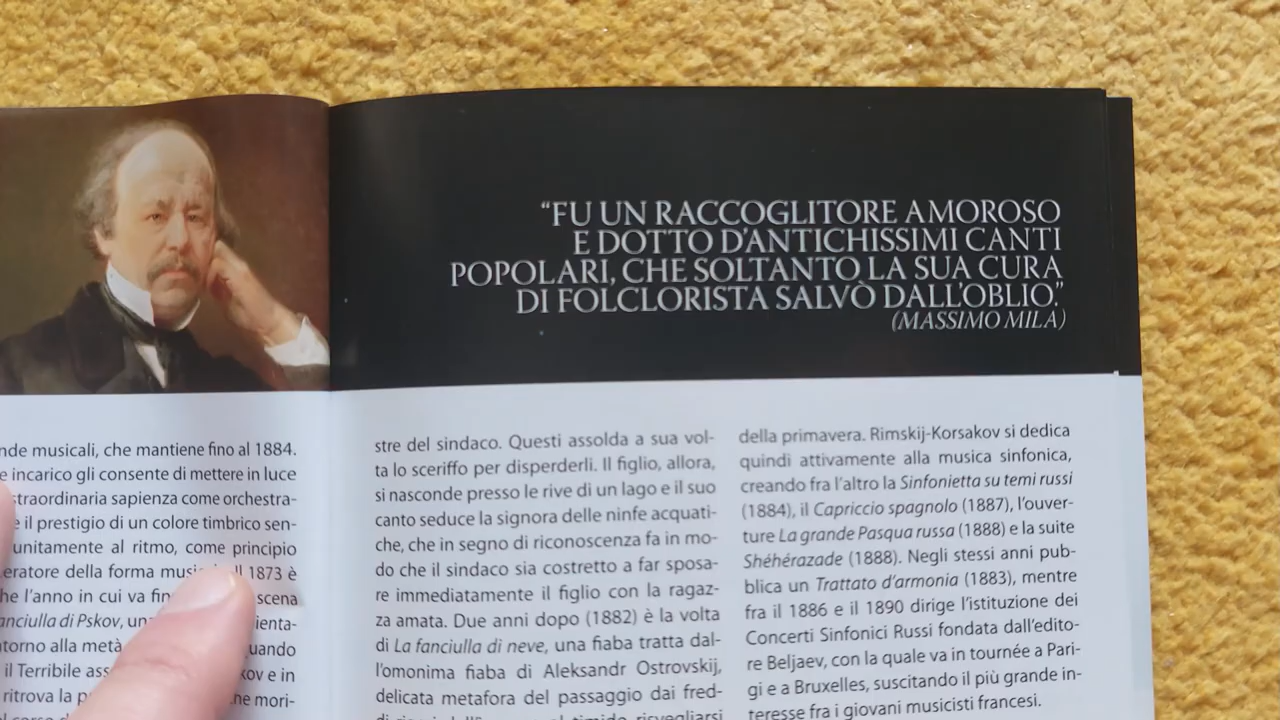 “FU UN RACCOGLITORE AMOROSO
E DOTTO D’ANTICHISSIMI CANTI
POPOLARI, CHE SOLTANTO LA SUA CURA
DI FOLCLORISTA SALVÒ DALL’OBLIO.”
(MASSIMO MILA)
musicali, che mantiene fino al 1884.
incarico gli consente di mettere in luce
sapienza come orchestra-
e il prestigio di un colore timbrico sen-
unitamente al ritmo, come principio
della forma Il 1873 è
l’anno in cui va scena
di Pskov,
alla metà
il Terribile e in
ritrova la
stre del sindaco. Questi assolda a sua vol-
ta lo sceriffo per disperderli. Il figlio, allora,
si nasconde presso le rive di un lago e il suo
canto seduce la signora delle ninfe acquati-
che, che in segno di riconoscenza fa in mo-
do che il sindaco sia costretto a far sposa-
re immediatamente il figlio con la ragaz-
za amata. Due anni dopo (1882) è la volta
di La fanciulla di neve, una fiaba tratta dal-
l’omonima fiaba di Aleksandr Ostrovskij,
delicata metafora del passaggio dai fred-
al timido risvegliarsi
della primavera. Rimskij-Korsakov si dedica
quindi attivamente alla musica sinfonica,
creando fra l’altro la Sinfonietta su temi russi
(1884), il Capriccio spagnolo (1887), l’ouver-
ture La grande Pasqua russa (1888) e la suite
Shéhérazade (1888). Negli stessi anni pub-
blica un Trattato d’armonia (1883), mentre
fra il 1886 e il 1890 dirige l’istituzione dei
Concerti Sinfonici Russi fondata dall’edito-
re Beljaev, con la quale va in tournée a Pari-
gi e a Bruxelles, suscitando il più grande in-
teresse fra i giovani musicisti francesi.